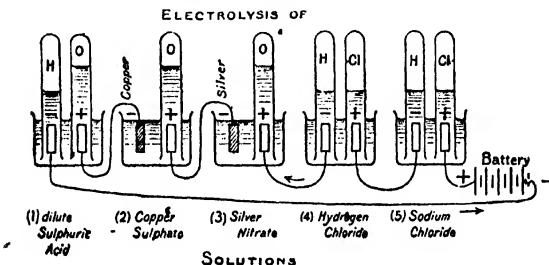 ELECTROLYSIS OF
H O Copper O Silver O H Cl H Cl
− + − + − + − + − +
Battery
+ −
(1) dilute Sulphuric Acid
(2) Copper Sulphate
(3) Silver Nitrate
(4) Hydrogen Chloride
(5) Sodium Chloride
SOLUTIONS